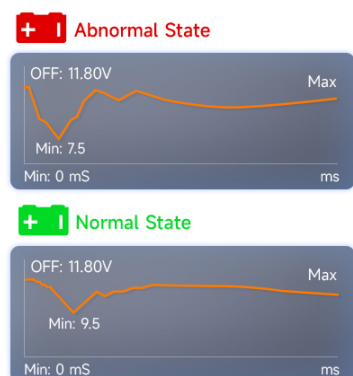 Abnormal State
OFF: 11.80V
Max
Min: 7.5
Min: 0 mS
ms
Normal State
OFF: 11.80V
Max
Min: 9.5
Min: 0 mS
ms